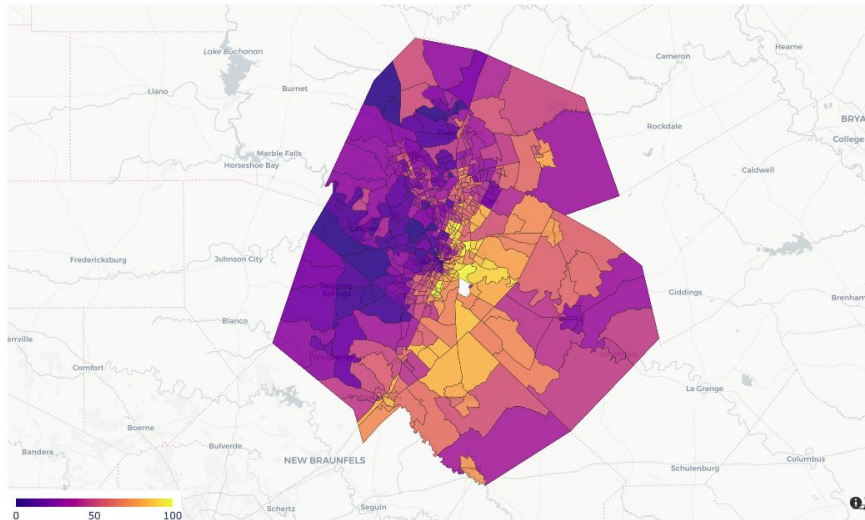 Hearne
Lake Buchanan
Cameron
Llano
Burnet
BRYA
Rockdale
College
Marble Falls
Horseshoe Bay
Caldwell
Fredericksburg
Johnson City
Giddings
Dripping Springs
Brenham
Blanco
errville
Comfort
La Grange
Boerne
Bulverde
Bandera
NEW BRAUNFELS
Columbus
Schulenburg
Schertz
Seguin
0
50
100